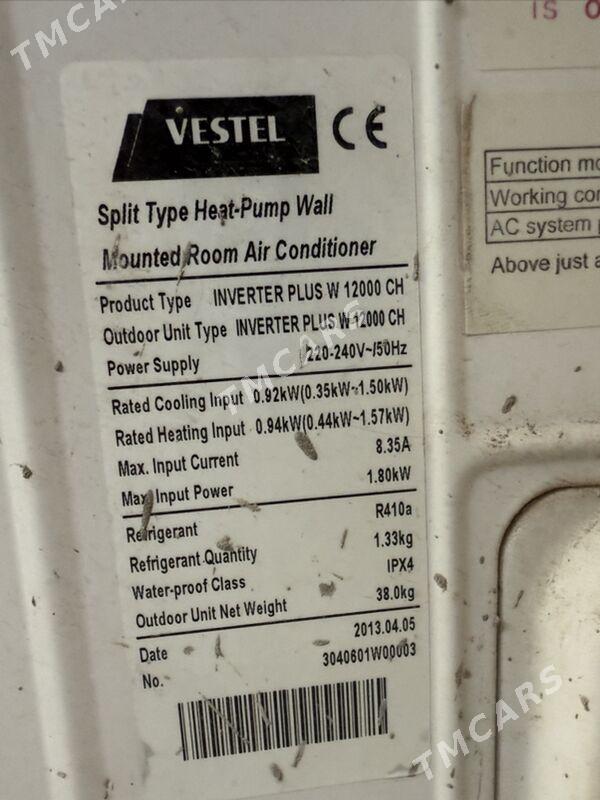 TMCARS
IS
VESTEL CE
Split Type Heat-Pump Wall
Mounted Room Air Conditioner
Product Type INVERTER PLUS W 12000 CH
Outdoor Unit Type INVERTER PLUS W 12000 CH
Power Supply 220-240V~/50Hz
Rated Cooling Input 0.92kW(0.35kW~1.50kW)
Rated Heating Input 0.94kW(0.44kW~1.57kW)
Max. Input Current 8.35A
Max. Input Power 1.80kW
Refrigerant R410a
Refrigerant Quantity 1.33kg
Water-proof Class IPX4
Outdoor Unit Net Weight 38.0kg
Date 2013.04.05
No. 3040601W00003
Function mo
Working con
AC system
Above just a
TMCARS
TMCARS